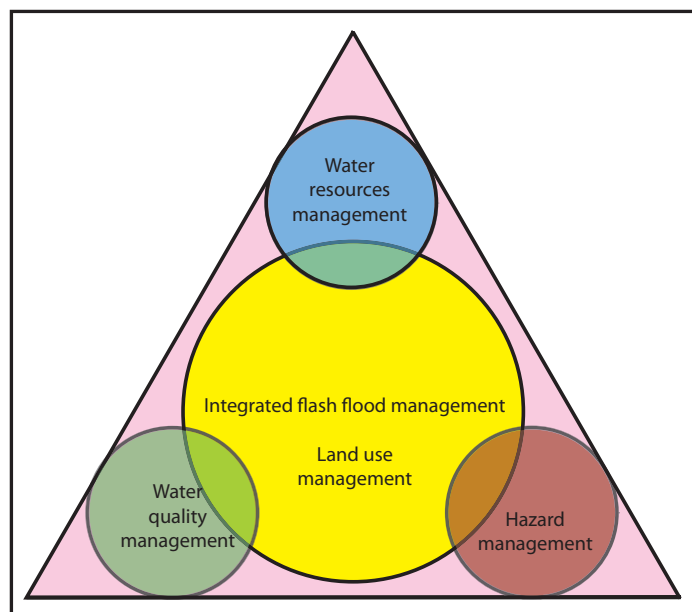 Water
resources
management
Integrated flash flood management
Land use
management
Water
quality
management
Hazard
management